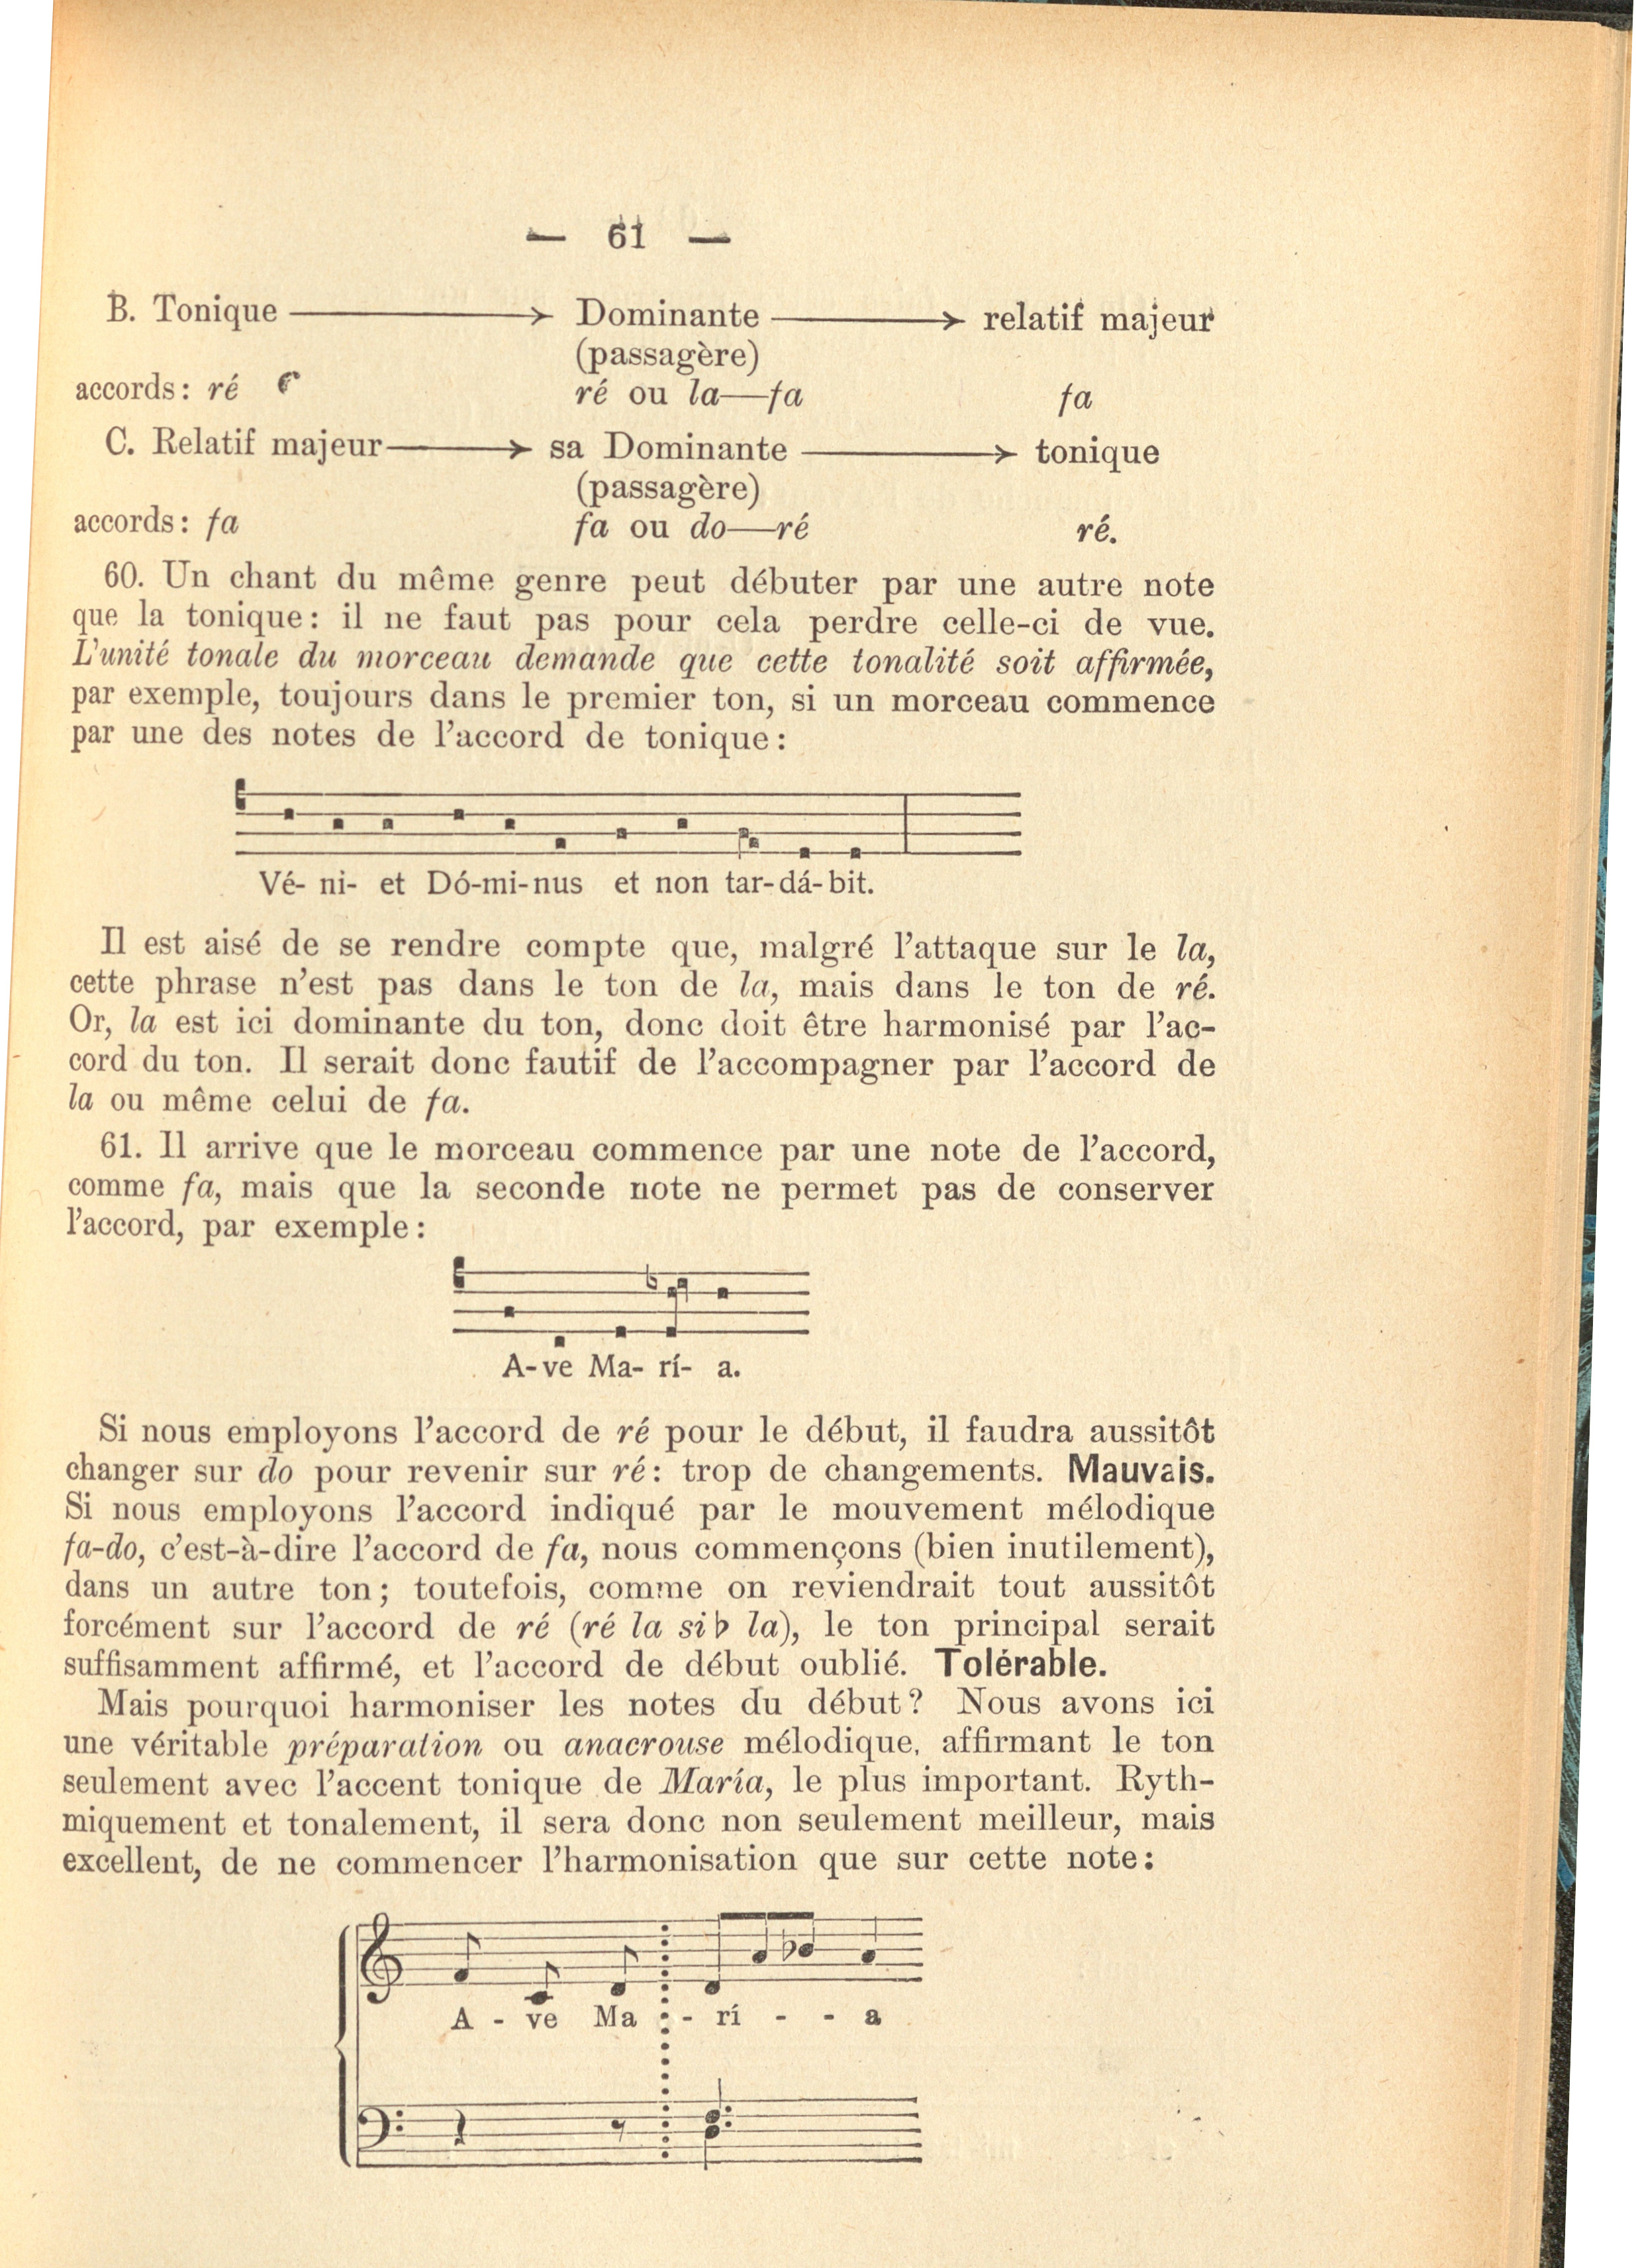 — 61 —
B. Tonique ⟶ Dominante ⟶ relatif majeur
(passagère)
accords: ré ré ou la—fa fa
C. Relatif majeur ⟶ sa Dominante ⟶ tonique
(passagère)
accords: fa fa ou do—ré ré.
60. Un chant du même genre peut débuter par une autre note
que la tonique: il ne faut pas pour cela perdre celle-ci de vue.
L'unité tonale du morceau demande que cette tonalité soit affirmée,
par exemple, toujours dans le premier ton, si un morceau commence
par une des notes de l'accord de tonique:
Vé- ni- et Dó-mi-nus et non tar-dá-bit.
Il est aisé de se rendre compte que, malgré l'attaque sur le la,
cette phrase n'est pas dans le ton de la, mais dans le ton de ré.
Or, la est ici dominante du ton, donc doit être harmonisé par l'ac-
cord du ton. Il serait donc fautif de l'accompagner par l'accord de
la ou même celui de fa.
61. Il arrive que le morceau commence par une note de l'accord,
comme fa, mais que la seconde note ne permet pas de conserver
l'accord, par exemple:
A-ve Ma- rí- a.
Si nous employons l'accord de ré pour le début, il faudra aussitôt
changer sur do pour revenir sur ré: trop de changements. Mauvais.
Si nous employons l'accord indiqué par le mouvement mélodique
fa-do, c'est-à-dire l'accord de fa, nous commençons (bien inutilement),
dans un autre ton; toutefois, comme on reviendrait tout aussitôt
forcément sur l'accord de ré (ré la si♭ la), le ton principal serait
suffisamment affirmé, et l'accord de début oublié. Tolérable.
Mais pourquoi harmoniser les notes du début? Nous avons ici
une véritable préparation ou anacrouse mélodique, affirmant le ton
seulement avec l'accent tonique de María, le plus important. Ryth-
miquement et tonalement, il sera donc non seulement meilleur, mais
excellent, de ne commencer l'harmonisation que sur cette note:
A - ve Ma - rí - - a